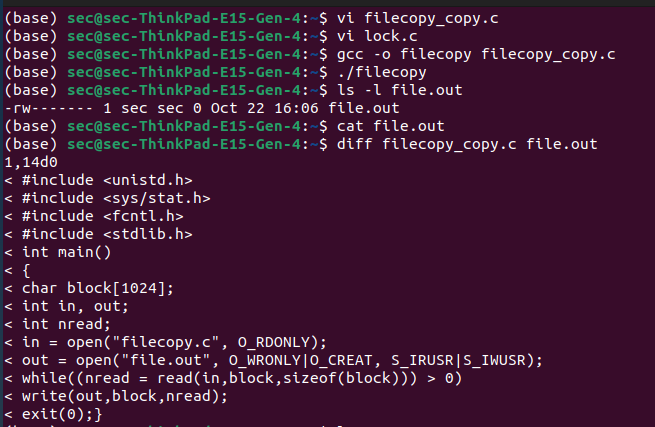 (base) sec@sec-ThinkPad-E15-Gen-4:~$ vi filecopy_copy.c
(base) sec@sec-ThinkPad-E15-Gen-4:~$ vi lock.c
(base) sec@sec-ThinkPad-E15-Gen-4:~$ gcc -o filecopy filecopy_copy.c
(base) sec@sec-ThinkPad-E15-Gen-4:~$ ./filecopy
(base) sec@sec-ThinkPad-E15-Gen-4:~$ ls -l file.out
-rw------- 1 sec sec 0 Oct 22 16:06 file.out
(base) sec@sec-ThinkPad-E15-Gen-4:~$ cat file.out
(base) sec@sec-ThinkPad-E15-Gen-4:~$ diff filecopy_copy.c file.out
1,14d0
< #include <unistd.h>
< #include <sys/stat.h>
< #include <fcntl.h>
< #include <stdlib.h>
< int main()
< {
< char block[1024];
< int in, out;
< int nread;
< in = open("filecopy.c", O_RDONLY);
< out = open("file.out", O_WRONLY|O_CREAT, S_IRUSR|S_IWUSR);
< while((nread = read(in,block,sizeof(block))) > 0)
< write(out,block,nread);
< exit(0);}